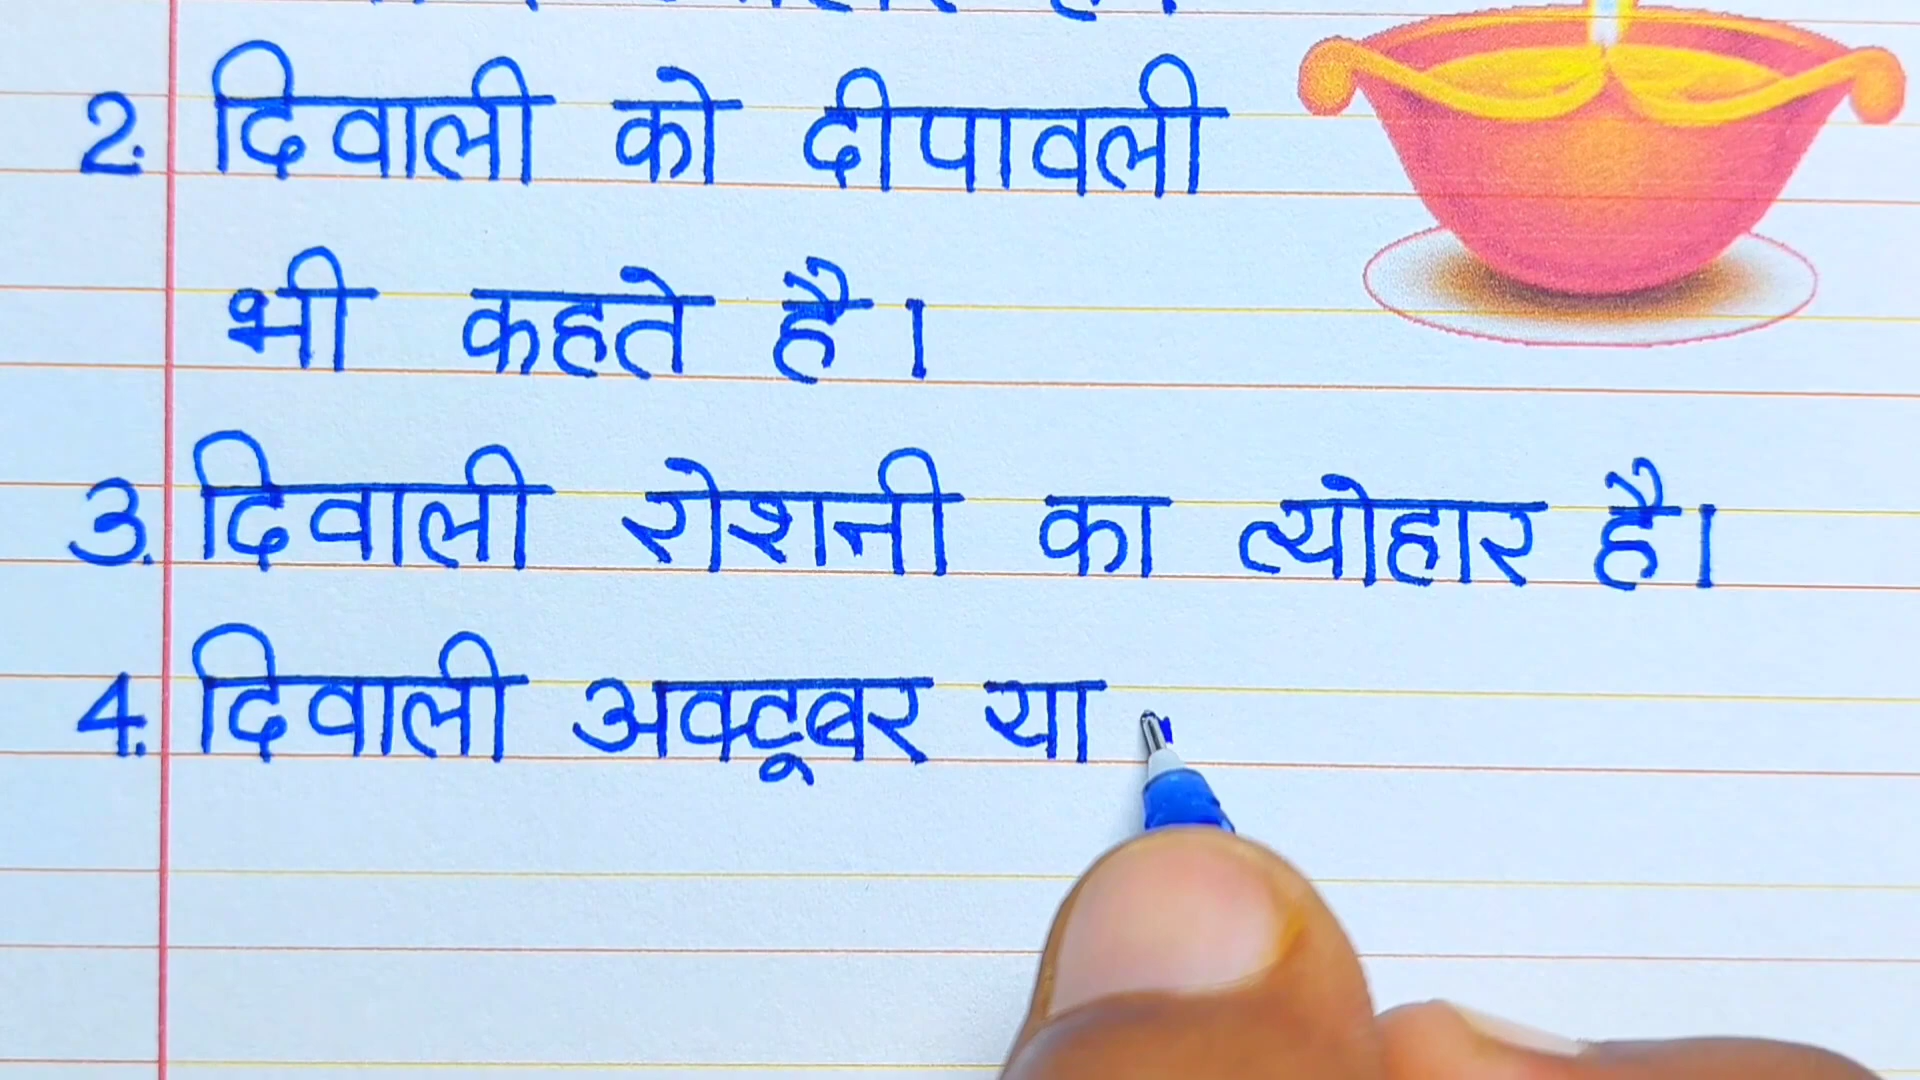 2. दिवाली को दीपावली
भी कहते है।
3. दिवाली रोशनी का त्योहार है।
4. दिवाली अक्टूबर या